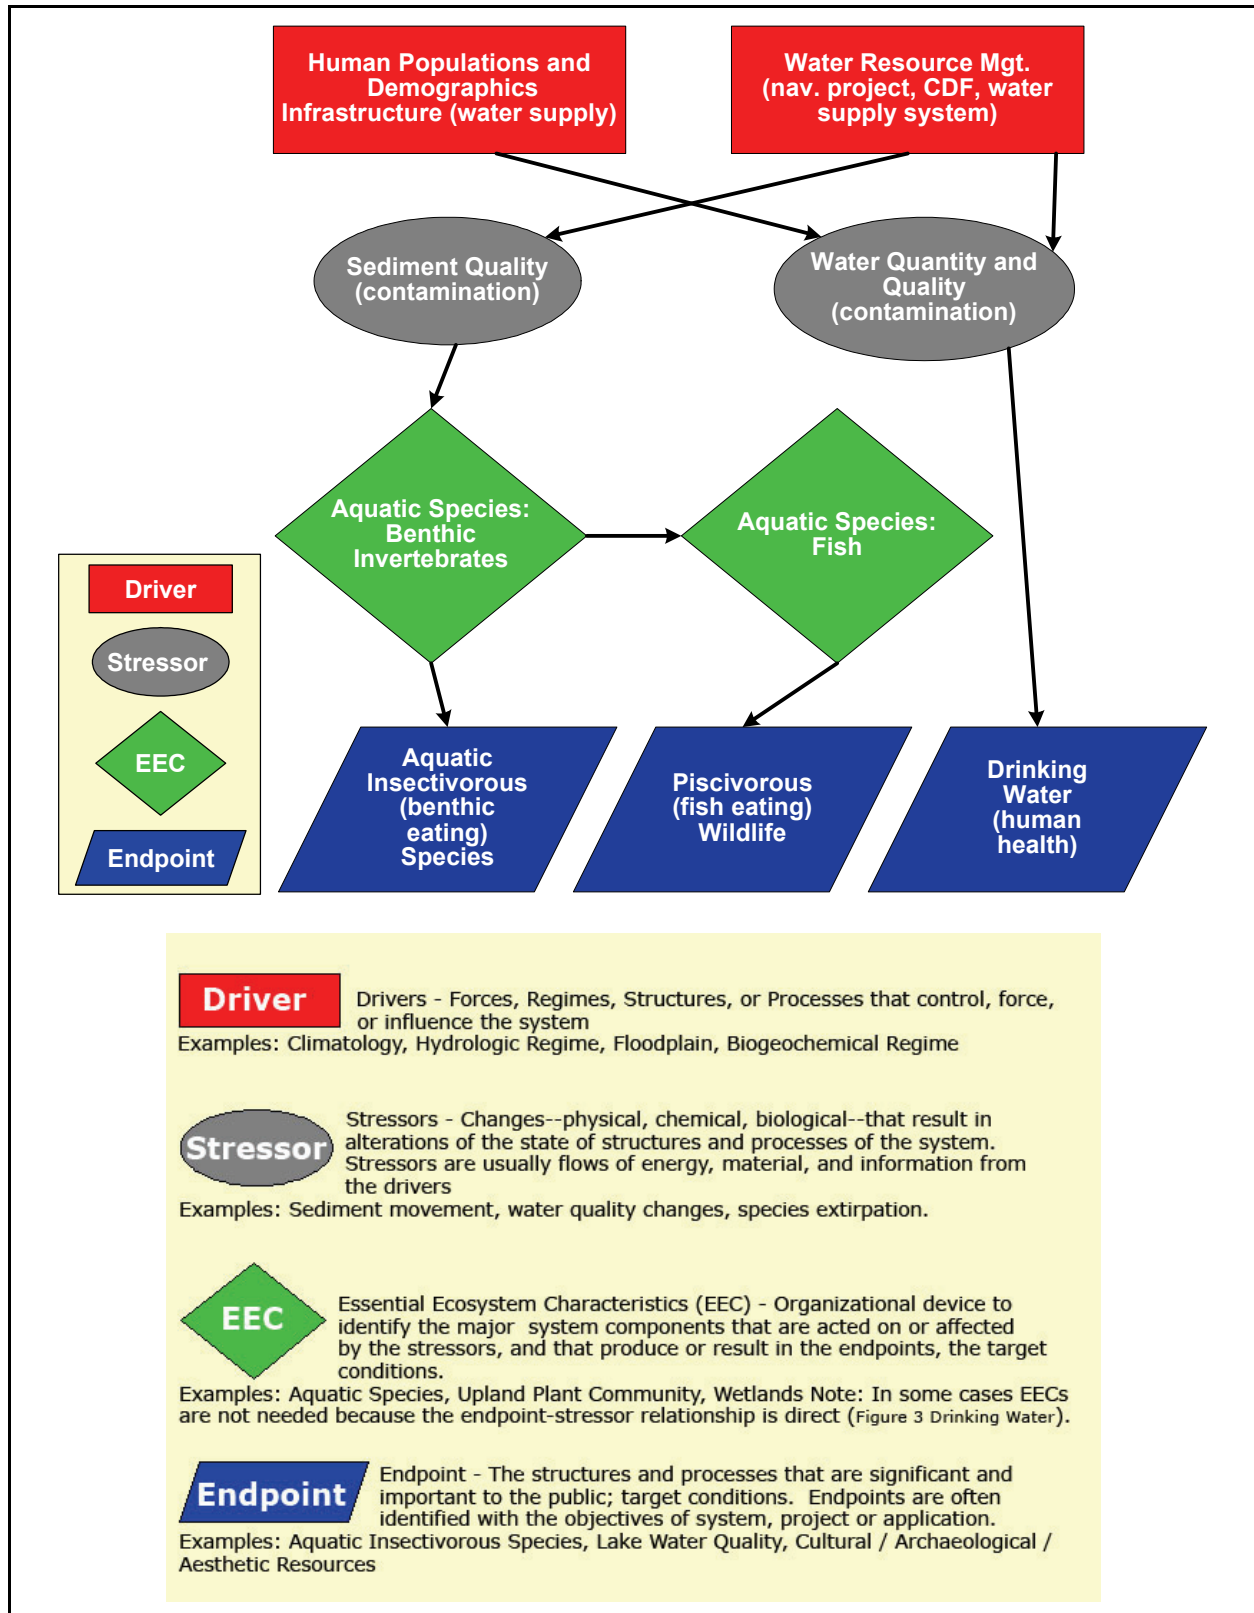 Human Populations and
Demographics
Infrastructure (water supply)
Water Resource Mgt.
(nav. project, CDF, water
supply system)
Sediment Quality
(contamination)
Water Quantity and
Quality
(contamination)
Aquatic Species:
Benthic
Invertebrates
Aquatic Species:
Fish
Driver
Stressor
EEC
Endpoint
Aquatic
Insectivorous
(benthic
eating)
Species
Piscivorous
(fish eating)
Wildlife
Drinking
Water
(human
health)
Driver
Drivers - Forces, Regimes, Structures, or Processes that control, force,
or influence the system
Examples: Climatology, Hydrologic Regime, Floodplain, Biogeochemical Regime
Stressor
Stressors - Changes--physical, chemical, biological--that result in
alterations of the state of structures and processes of the system.
Stressors are usually flows of energy, material, and information from
the drivers
Examples: Sediment movement, water quality changes, species extirpation.
EEC
Essential Ecosystem Characteristics (EEC) - Organizational device to
identify the major system components that are acted on or affected
by the stressors, and that produce or result in the endpoints, the target
conditions.
Examples: Aquatic Species, Upland Plant Community, Wetlands Note: In some cases EECs
are not needed because the endpoint-stressor relationship is direct (Figure 3 Drinking Water).
Endpoint
Endpoint - The structures and processes that are significant and
important to the public; target conditions. Endpoints are often
identified with the objectives of system, project or application.
Examples: Aquatic Insectivorous Species, Lake Water Quality, Cultural / Archaeological /
Aesthetic Resources